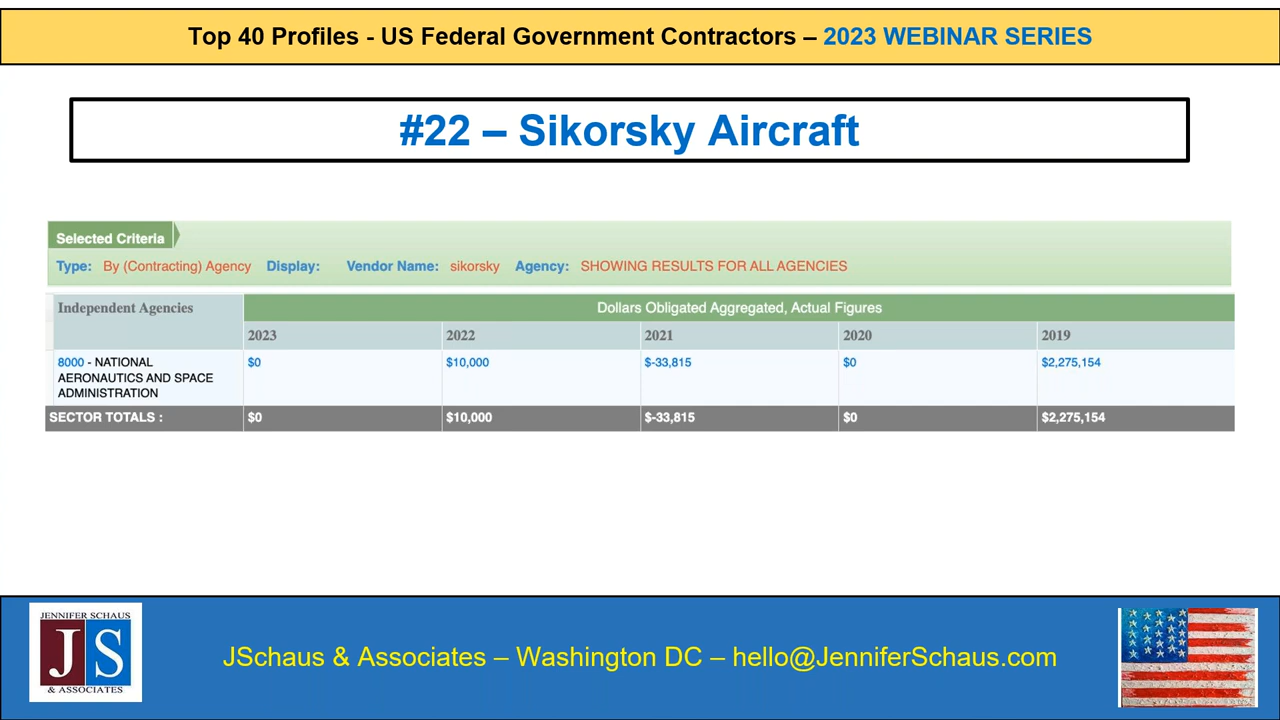 Top 40 Profiles - US Federal Government Contractors – 2023 WEBINAR SERIES
#22 – Sikorsky Aircraft
Selected Criteria
Type: By (Contracting) Agency Display: Vendor Name: sikorsky Agency: SHOWING RESULTS FOR ALL AGENCIES
Independent Agencies
Dollars Obligated Aggregated, Actual Figures
2023 2022 2021 2020 2019
8000 - NATIONAL
AERONAUTICS AND SPACE
ADMINISTRATION
$0 $10,000 $-33,815 $0 $2,275,154
SECTOR TOTALS : $0 $10,000 $-33,815 $0 $2,275,154
JENNIFER SCHAUS
JS
& ASSOCIATES
JSchaus & Associates – Washington DC – hello@JenniferSchaus.com